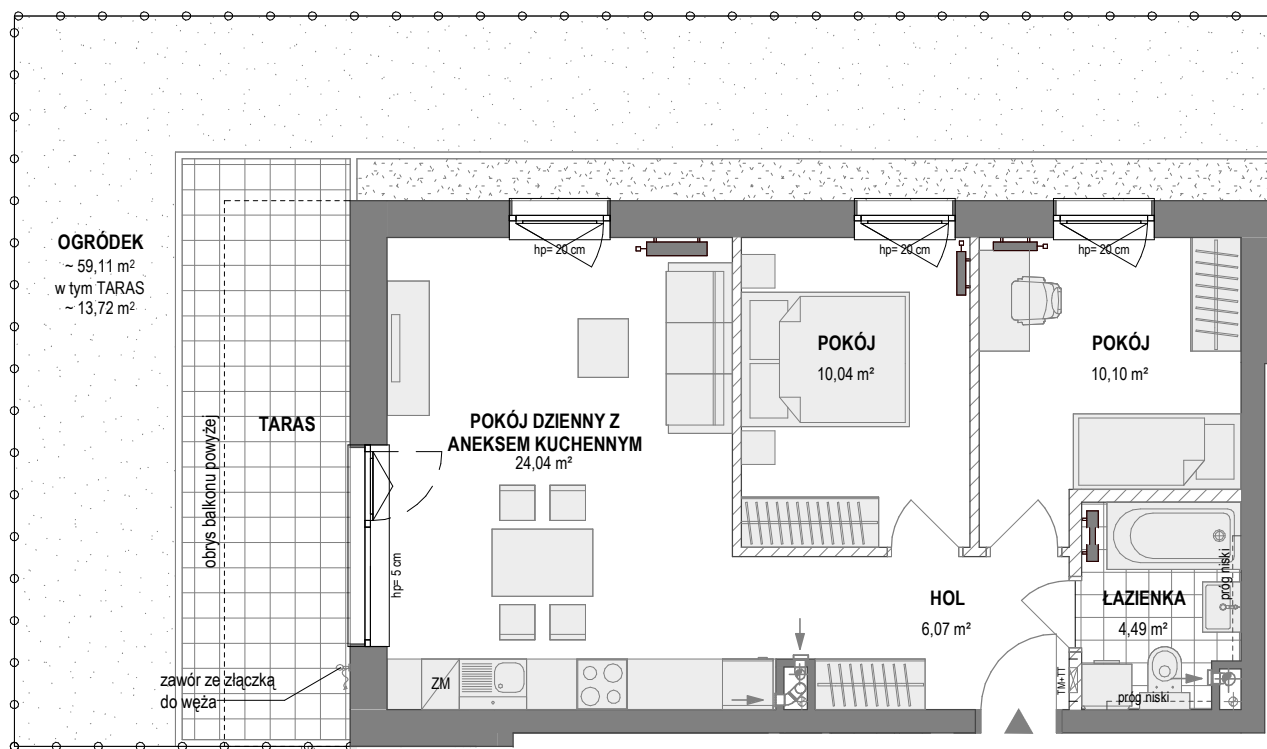 OGRÓDEK
~ 59,11 m²
w tym TARAS
~ 13,72 m²
TARAS
obrys balkonu powyżej
zawór ze złączką
do węża
hp= 5 cm
hp= 20 cm
POKÓJ DZIENNY Z
ANEKSEM KUCHENNYM
24,04 m²
ZM
hp= 20 cm
POKÓJ
10,04 m²
hp= 20 cm
POKÓJ
10,10 m²
HOL
6,07 m²
ŁAZIENKA
4,49 m²
próg niski
próg niski
TM+TT